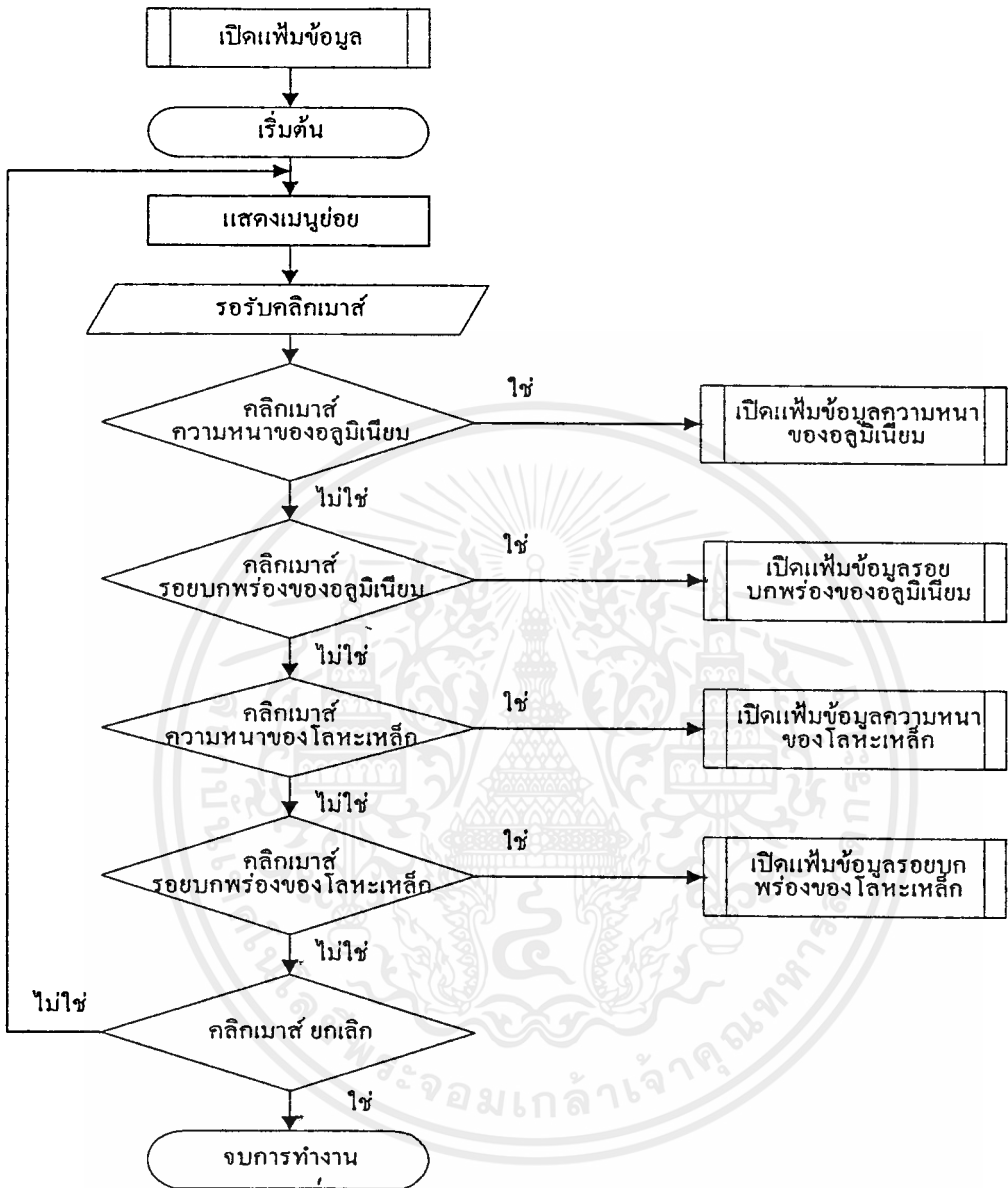 เปิดแฟ้มข้อมูล
เริ่มต้น
แสดงเมนูย่อย
รอรับคลิกเมาส์
คลิกเมาส์
ความหนาของอลูมิเนียม
ใช่
เปิดแฟ้มข้อมูลความหนา
ของอลูมิเนียม
ไม่ใช่
คลิกเมาส์
รอยบกพร่องของอลูมิเนียม
ใช่
เปิดแฟ้มข้อมูลรอย
บกพร่องของอลูมิเนียม
ไม่ใช่
คลิกเมาส์
ความหนาของโลหะเหล็ก
ใช่
เปิดแฟ้มข้อมูลความหนา
ของโลหะเหล็ก
ไม่ใช่
คลิกเมาส์
รอยบกพร่องของโลหะเหล็ก
ใช่
เปิดแฟ้มข้อมูลรอยบก
พร่องของโลหะเหล็ก
ไม่ใช่
ไม่ใช่
คลิกเมาส์ ยกเลิก
ใช่
จบการทำงาน